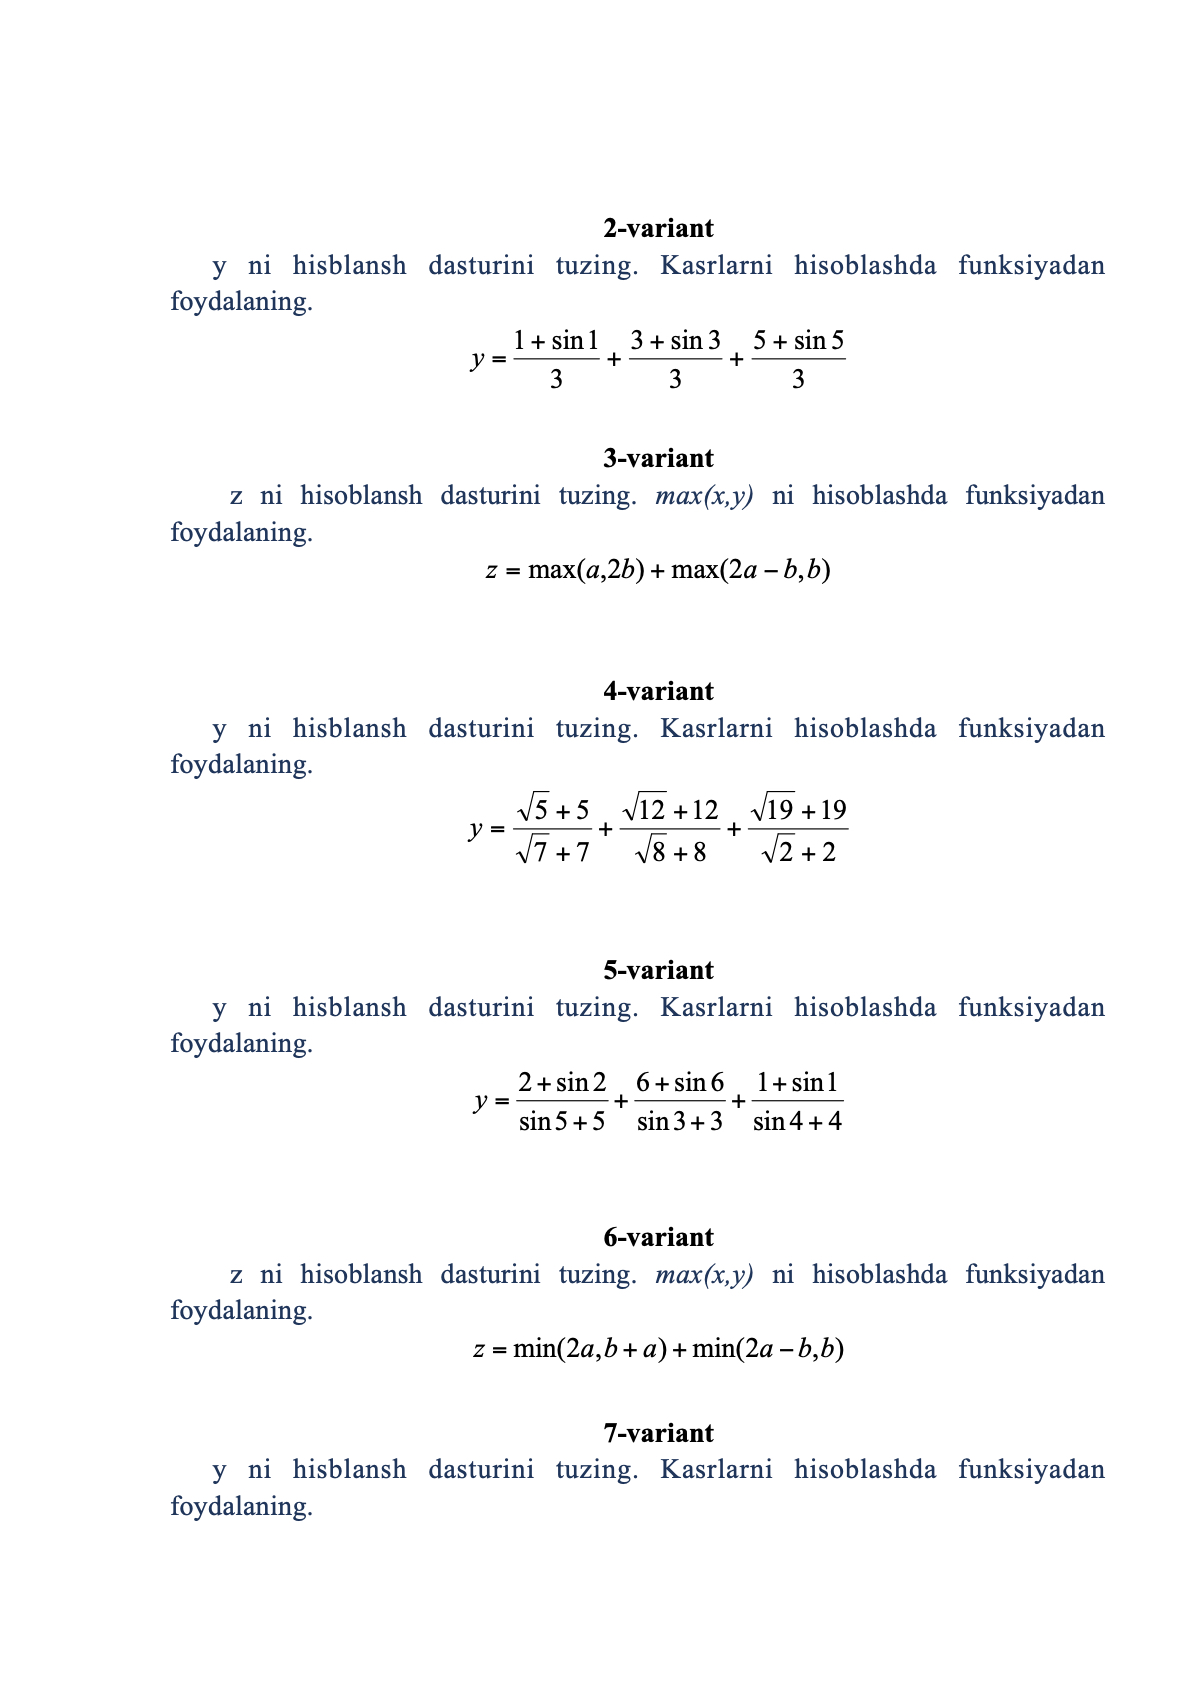 2-variant
y ni hisblansh dasturini tuzing. Kasrlarni hisoblashda funksiyadan
foydalaning.
y = \frac{1 + sin 1}{3} + \frac{3 + sin 3}{3} + \frac{5 + sin 5}{3}
3-variant
z ni hisoblansh dasturini tuzing. max(x,y) ni hisoblashda funksiyadan
foydalaning.
z = max(a,2b) + max(2a − b,b)
4-variant
y ni hisblansh dasturini tuzing. Kasrlarni hisoblashda funksiyadan
foydalaning.
y = \frac{√5 + 5}{√7 + 7} + \frac{√12 + 12}{√8 + 8} + \frac{√19 + 19}{√2 + 2}
5-variant
y ni hisblansh dasturini tuzing. Kasrlarni hisoblashda funksiyadan
foydalaning.
y = \frac{2 + sin 2}{sin 5 + 5} + \frac{6 + sin 6}{sin 3 + 3} + \frac{1 + sin 1}{sin 4 + 4}
6-variant
z ni hisoblansh dasturini tuzing. max(x,y) ni hisoblashda funksiyadan
foydalaning.
z = min(2a,b + a) + min(2a − b,b)
7-variant
y ni hisblansh dasturini tuzing. Kasrlarni hisoblashda funksiyadan
foydalaning.